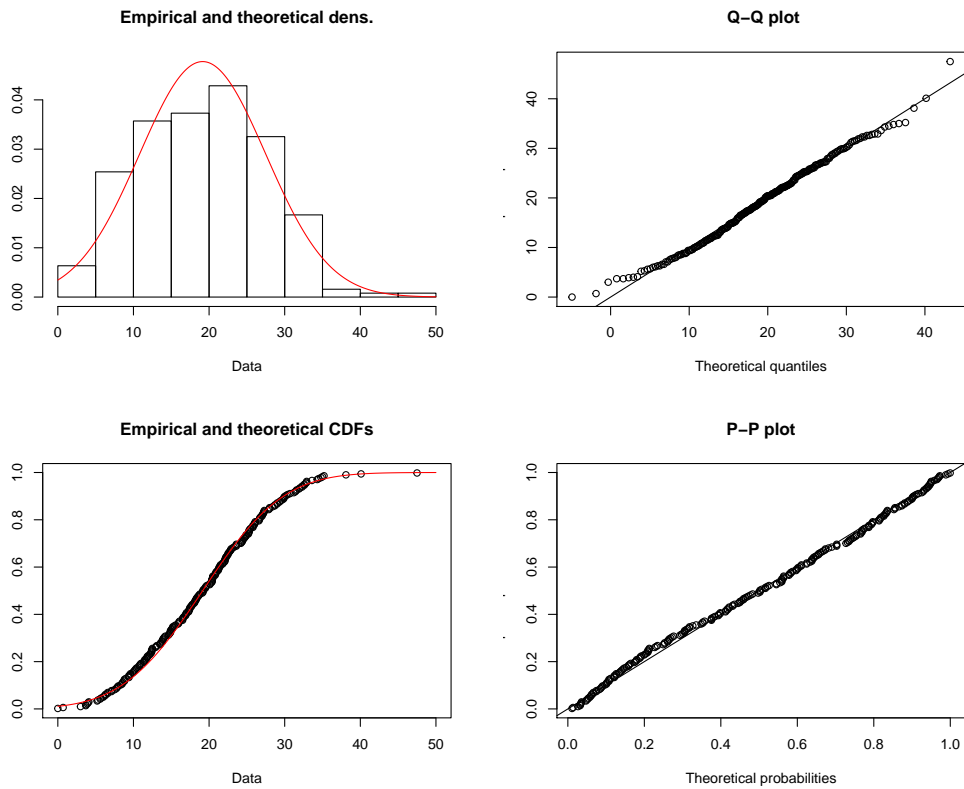 Empirical and theoretical dens.
0.00
0.01
0.02
0.03
0.04
0 10 20 30 40 50
Data
Q−Q plot
0
10
20
30
40
0 10 20 30 40
Theoretical quantiles
Empirical and theoretical CDFs
0.0
0.2
0.4
0.6
0.8
1.0
0 10 20 30 40 50
Data
P−P plot
0.0
0.2
0.4
0.6
0.8
1.0
0.0 0.2 0.4 0.6 0.8 1.0
Theoretical probabilities